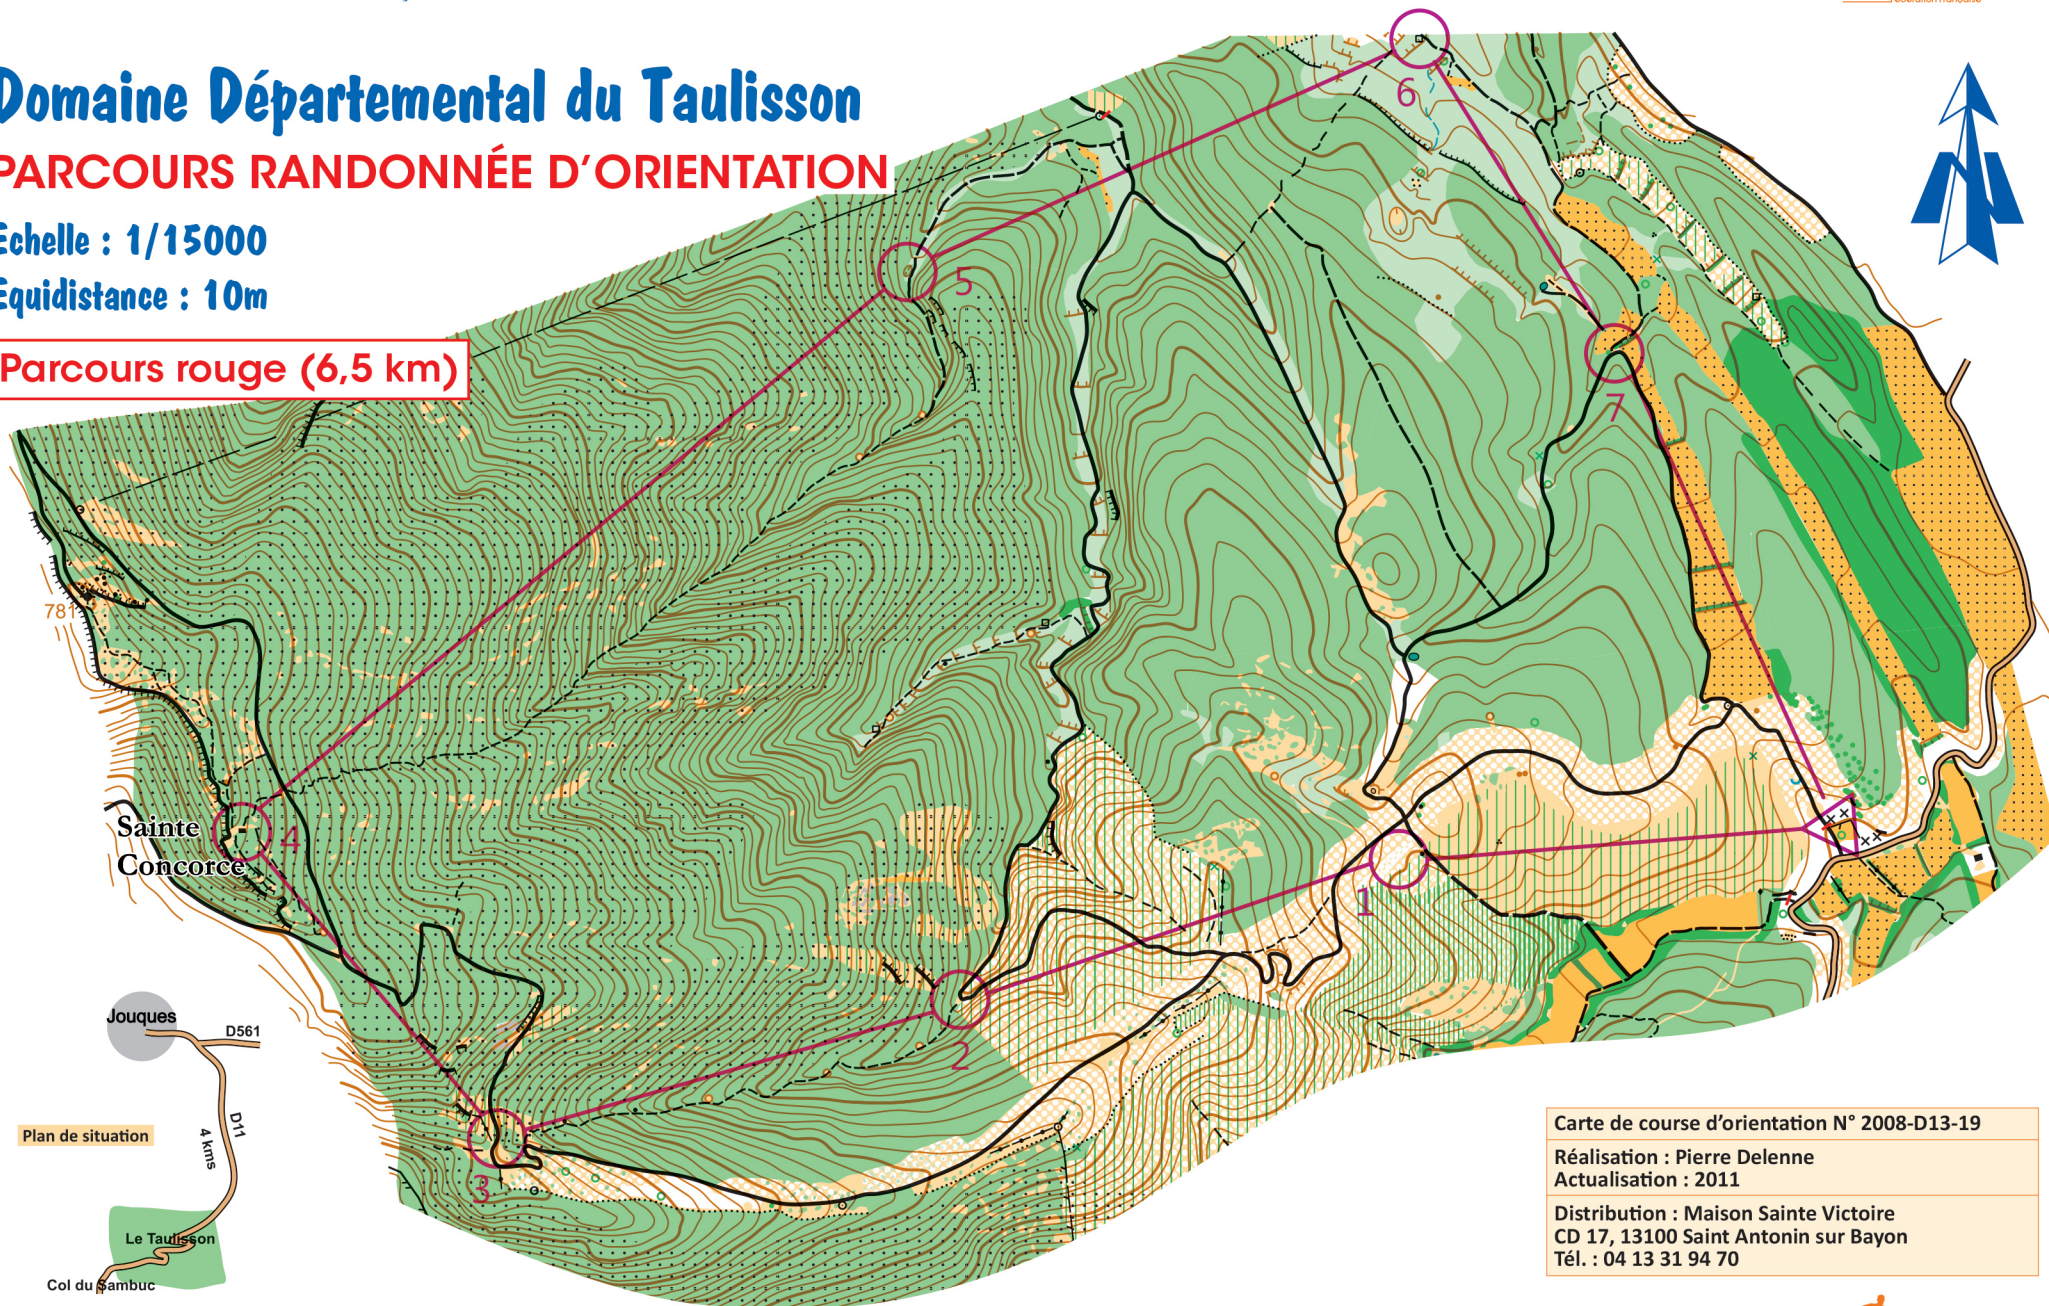 Fédération française
Domaine Départemental du Taulisson
PARCOURS RANDONNÉE D'ORIENTATION
Echelle : 1/15000
Equidistance : 10m
Parcours rouge (6,5 km)
6
5
7
781
4
Sainte
Concorce
1
2
3
Jouques
D561
D11
4 kms
Plan de situation
Le Taulisson
Col du Sambuc
Carte de course d'orientation N° 2008-D13-19
Réalisation : Pierre Delenne
Actualisation : 2011
Distribution : Maison Sainte Victoire
CD 17, 13100 Saint Antonin sur Bayon
Tél. : 04 13 31 94 70